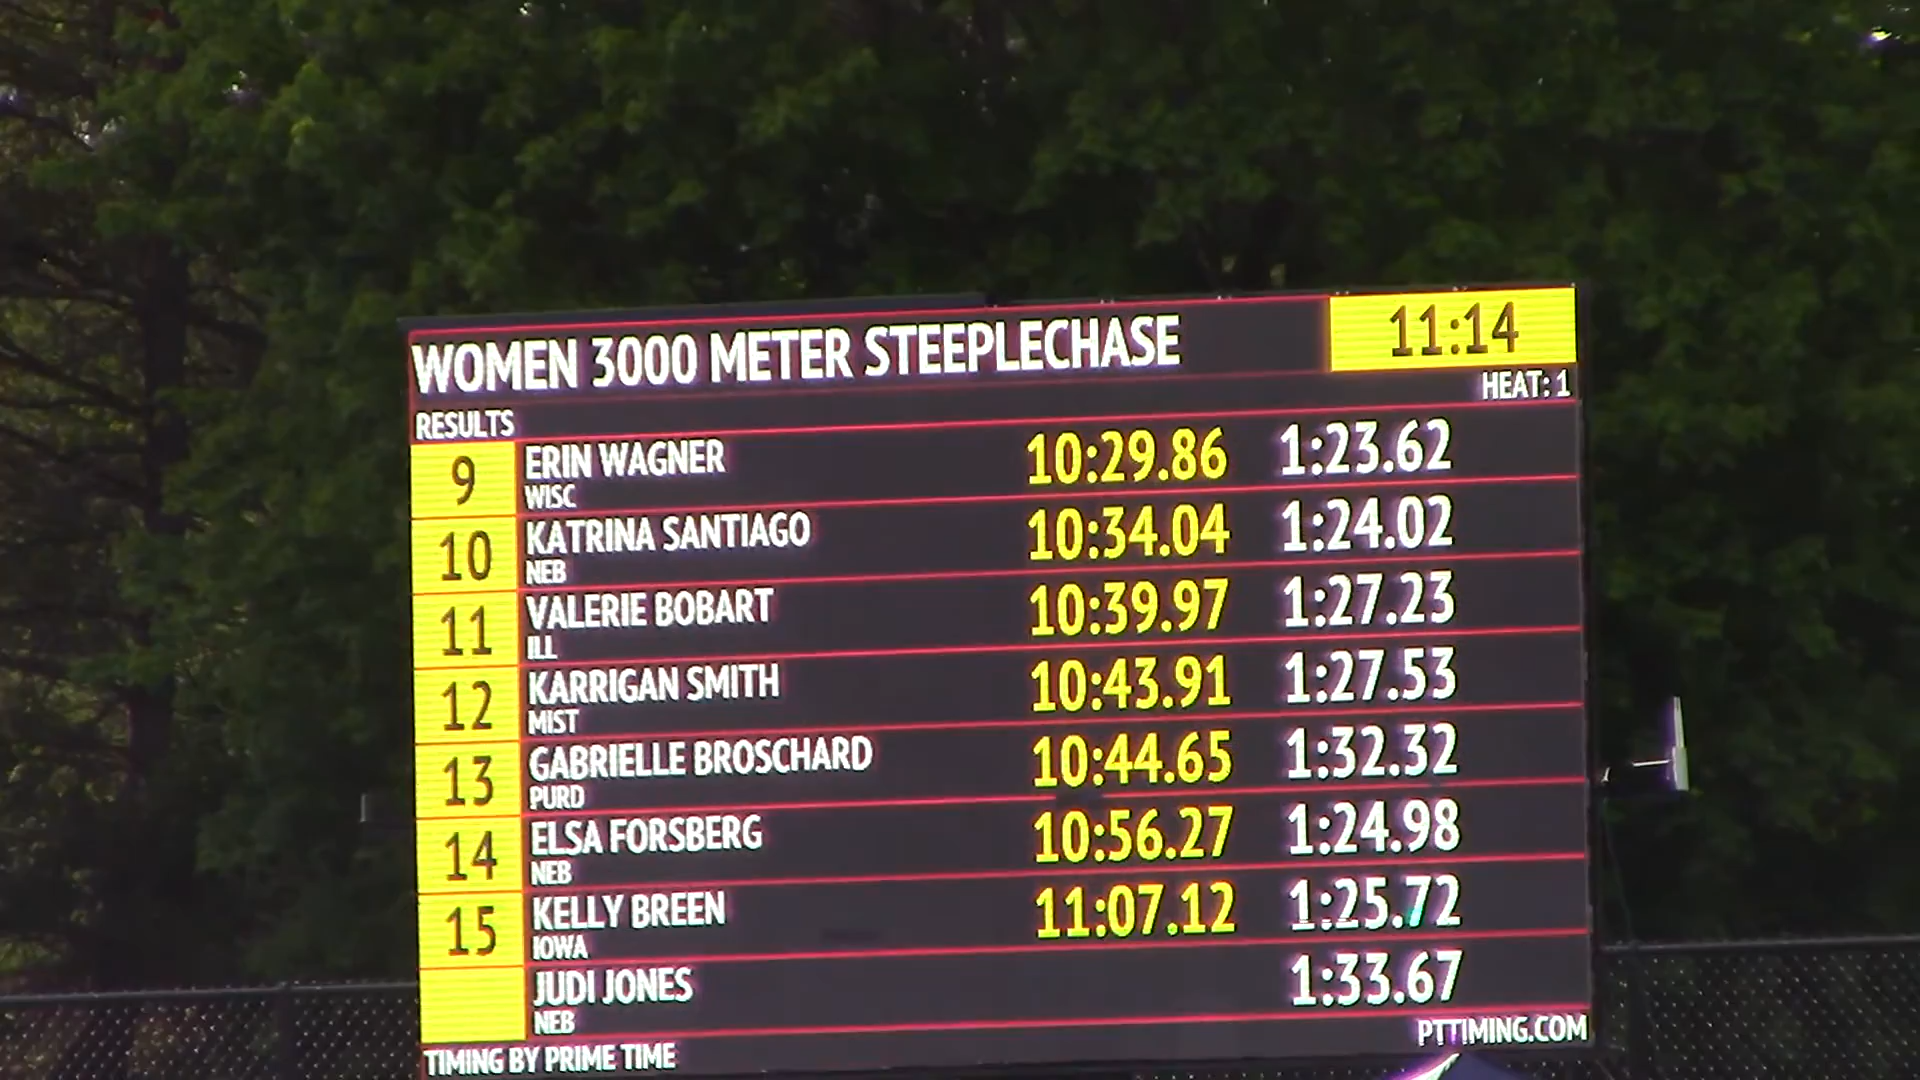 WOMEN 3000 METER STEEPLECHASE 11:14
HEAT: 1
RESULTS
9 ERIN WAGNER 10:29.86 1:23.62
WISC
10 KATRINA SANTIAGO 10:34.04 1:24.02
NEB
11 VALERIE BOBART 10:39.97 1:27.23
ILL
12 KARRIGAN SMITH 10:43.91 1:27.53
MIST
13 GABRIELLE BROSCHARD 10:44.65 1:32.32
PURD
14 ELSA FORSBERG 10:56.27 1:24.98
NEB
15 KELLY BREEN 11:07.12 1:25.72
IOWA
JUDI JONES 1:33.67
NEB
TIMING BY PRIME TIME PTTIMING.COM